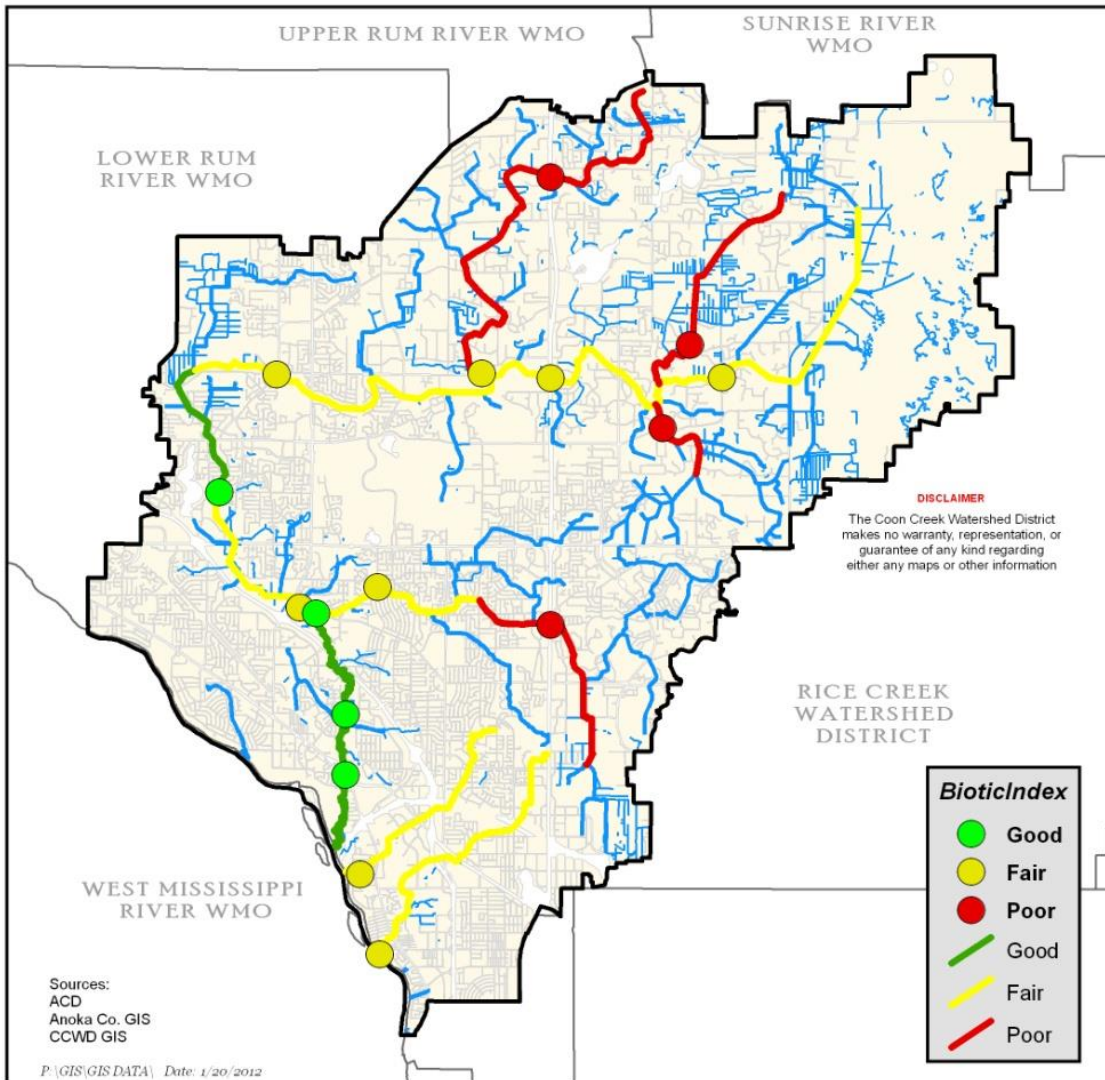 UPPER RUM RIVER WMO
SUNRISE RIVER
WMO
LOWER RUM
RIVER WMO
DISCLAIMER
The Coon Creek Watershed District
makes no warranty, representation, or
guarantee of any kind regarding
either any maps or other information
RICE CREEK
WATERSHED
DISTRICT
WEST MISSISSIPPI
RIVER WMO
BioticIndex
Good
Fair
Poor
Good
Fair
Poor
Sources:
ACD
Anoka Co. GIS
CCWD GIS
P:\GIS\GIS DATA\ Date: 1/20/2012